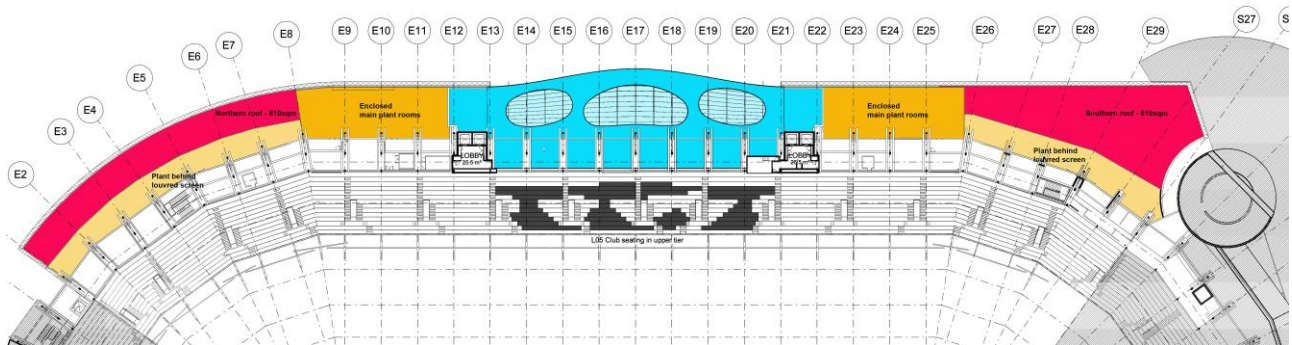 S27
E8
E9
E10
E11
E12
E13
E14
E15
E16
E17
E18
E19
E20
E21
E22
E23
E24
E25
E26
E27
E28
E29
E7
E6
E5
E4
E3
E2
Northern roof - 510sqm
Enclosed
main plant rooms
Enclosed
main plant rooms
Southern roof - 810sqm
Plant behind
louvred screen
Plant behind
louvred screen
LOBBY
25.5 m²
LOBBY
L05 Club seating in upper tier